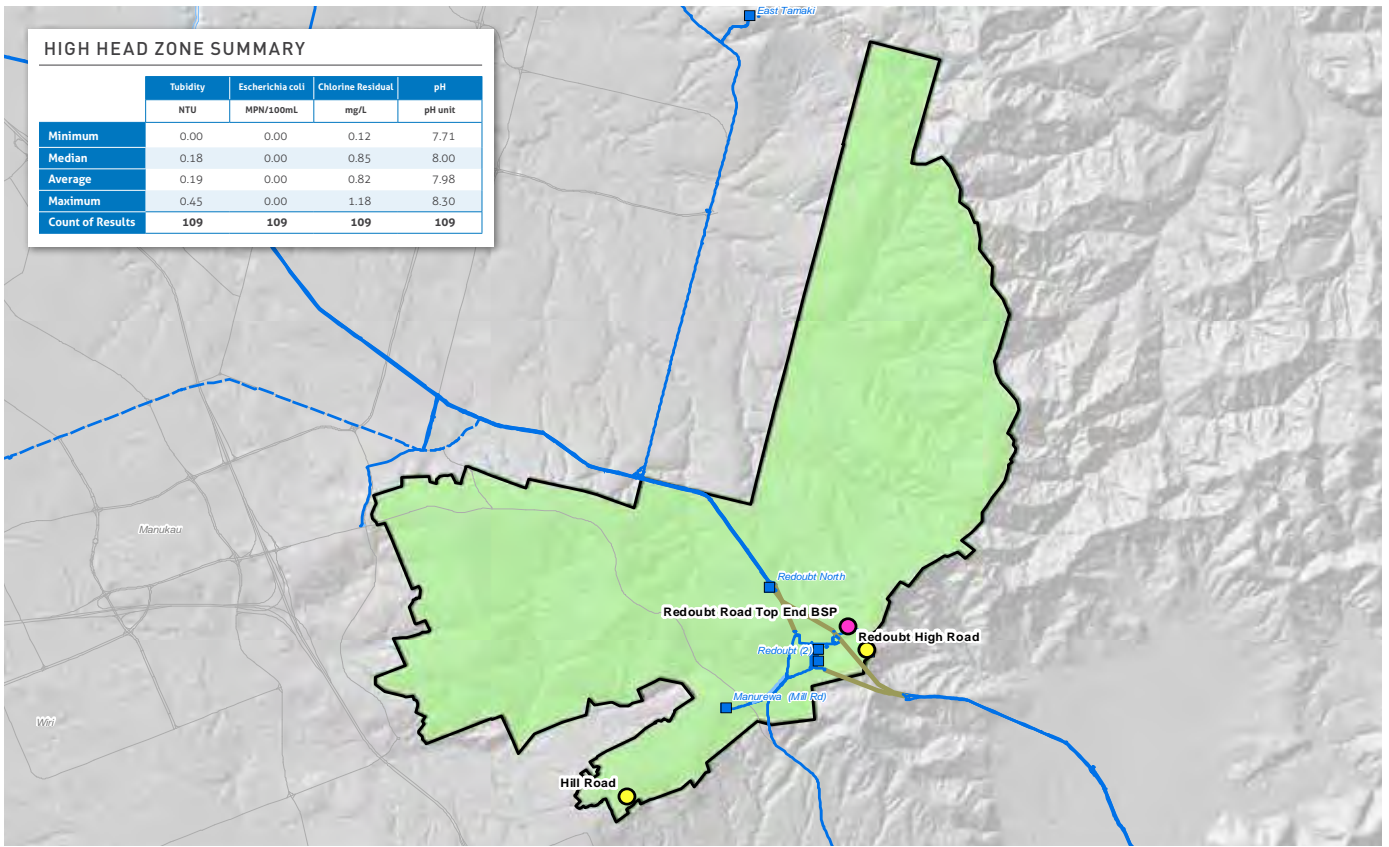 East Tamaki
HIGH HEAD ZONE SUMMARY
Tubidity Escherichia coli Chlorine Residual pH
NTU MPN/100mL mg/L pH unit
Minimum 0.00 0.00 0.12 7.71
Median 0.18 0.00 0.85 8.00
Average 0.19 0.00 0.82 7.98
Maximum 0.45 0.00 1.18 8.30
Count of Results 109 109 109 109
Manukau
Redoubt North
Redoubt Road Top End BSP
Redoubt High Road
Redoubt (2)
Manurewa (Mill Rd)
Wiri
Hill Road